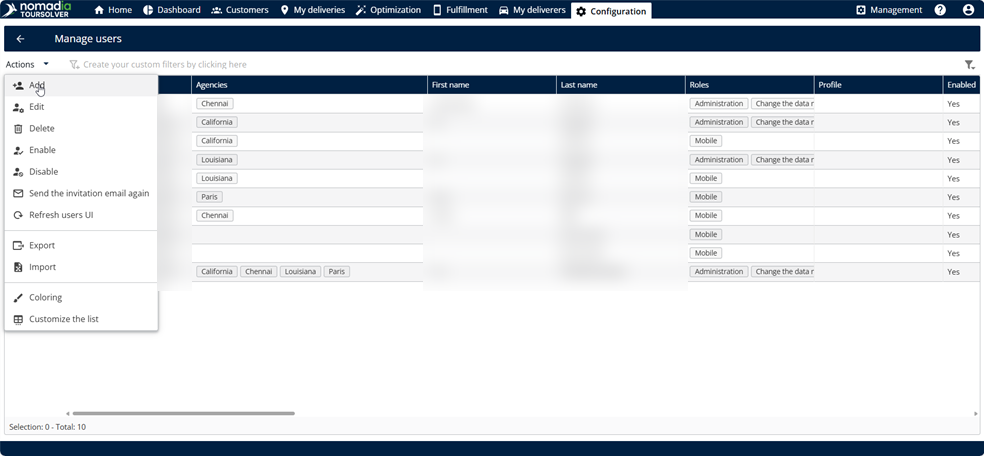 nomadia
TOURSOLVER
Home
Dashboard
Customers
My deliveries
Optimization
Fulfillment
My deliverers
Configuration
Management
Manage users
Actions
Create your custom filters by clicking here
Add
Edit
Delete
Enable
Disable
Send the invitation email again
Refresh users UI
Export
Import
Coloring
Customize the list
Agencies First name Last name Roles Profile Enabled
Chennai Administration Change the data r Yes
California Administration Change the data r Yes
California Mobile Yes
Louisiana Administration Change the data r Yes
Louisiana Mobile Yes
Paris Mobile Yes
Chennai Mobile Yes
Mobile Yes
Mobile Yes
California Chennai Louisiana Paris Administration Change the data r Yes
Selection: 0 - Total: 10